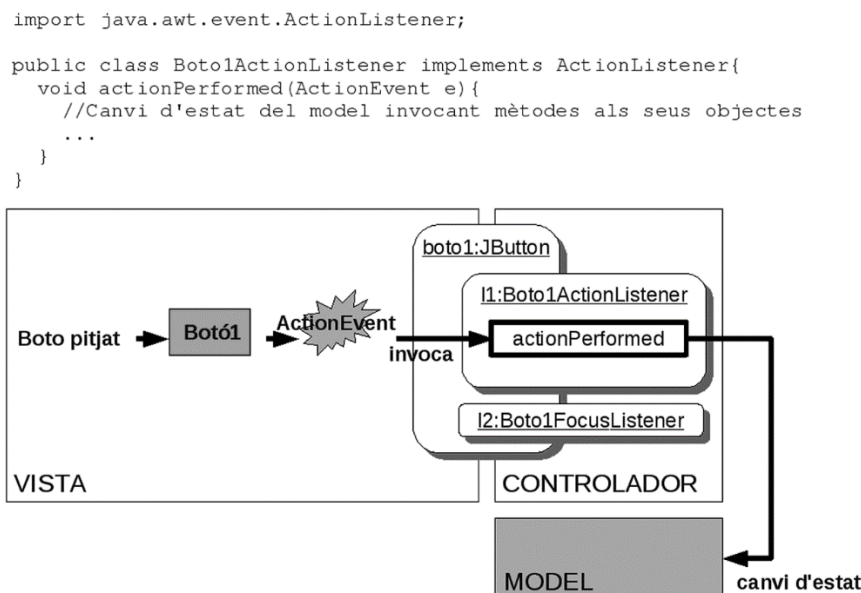 import java.awt.event.ActionListener;
public class Boto1ActionListener implements ActionListener{
void actionPerformed(ActionEvent e){
//Canvi d'estat del model invocant mètodes als seus objectes
...
}
}
boto1:JButton
l1:Boto1ActionListener
Boto pitjat
Botó1
ActionEvent
invoca
actionPerformed
l2:Boto1FocusListener
VISTA
CONTROLADOR
MODEL
canvi d'estat